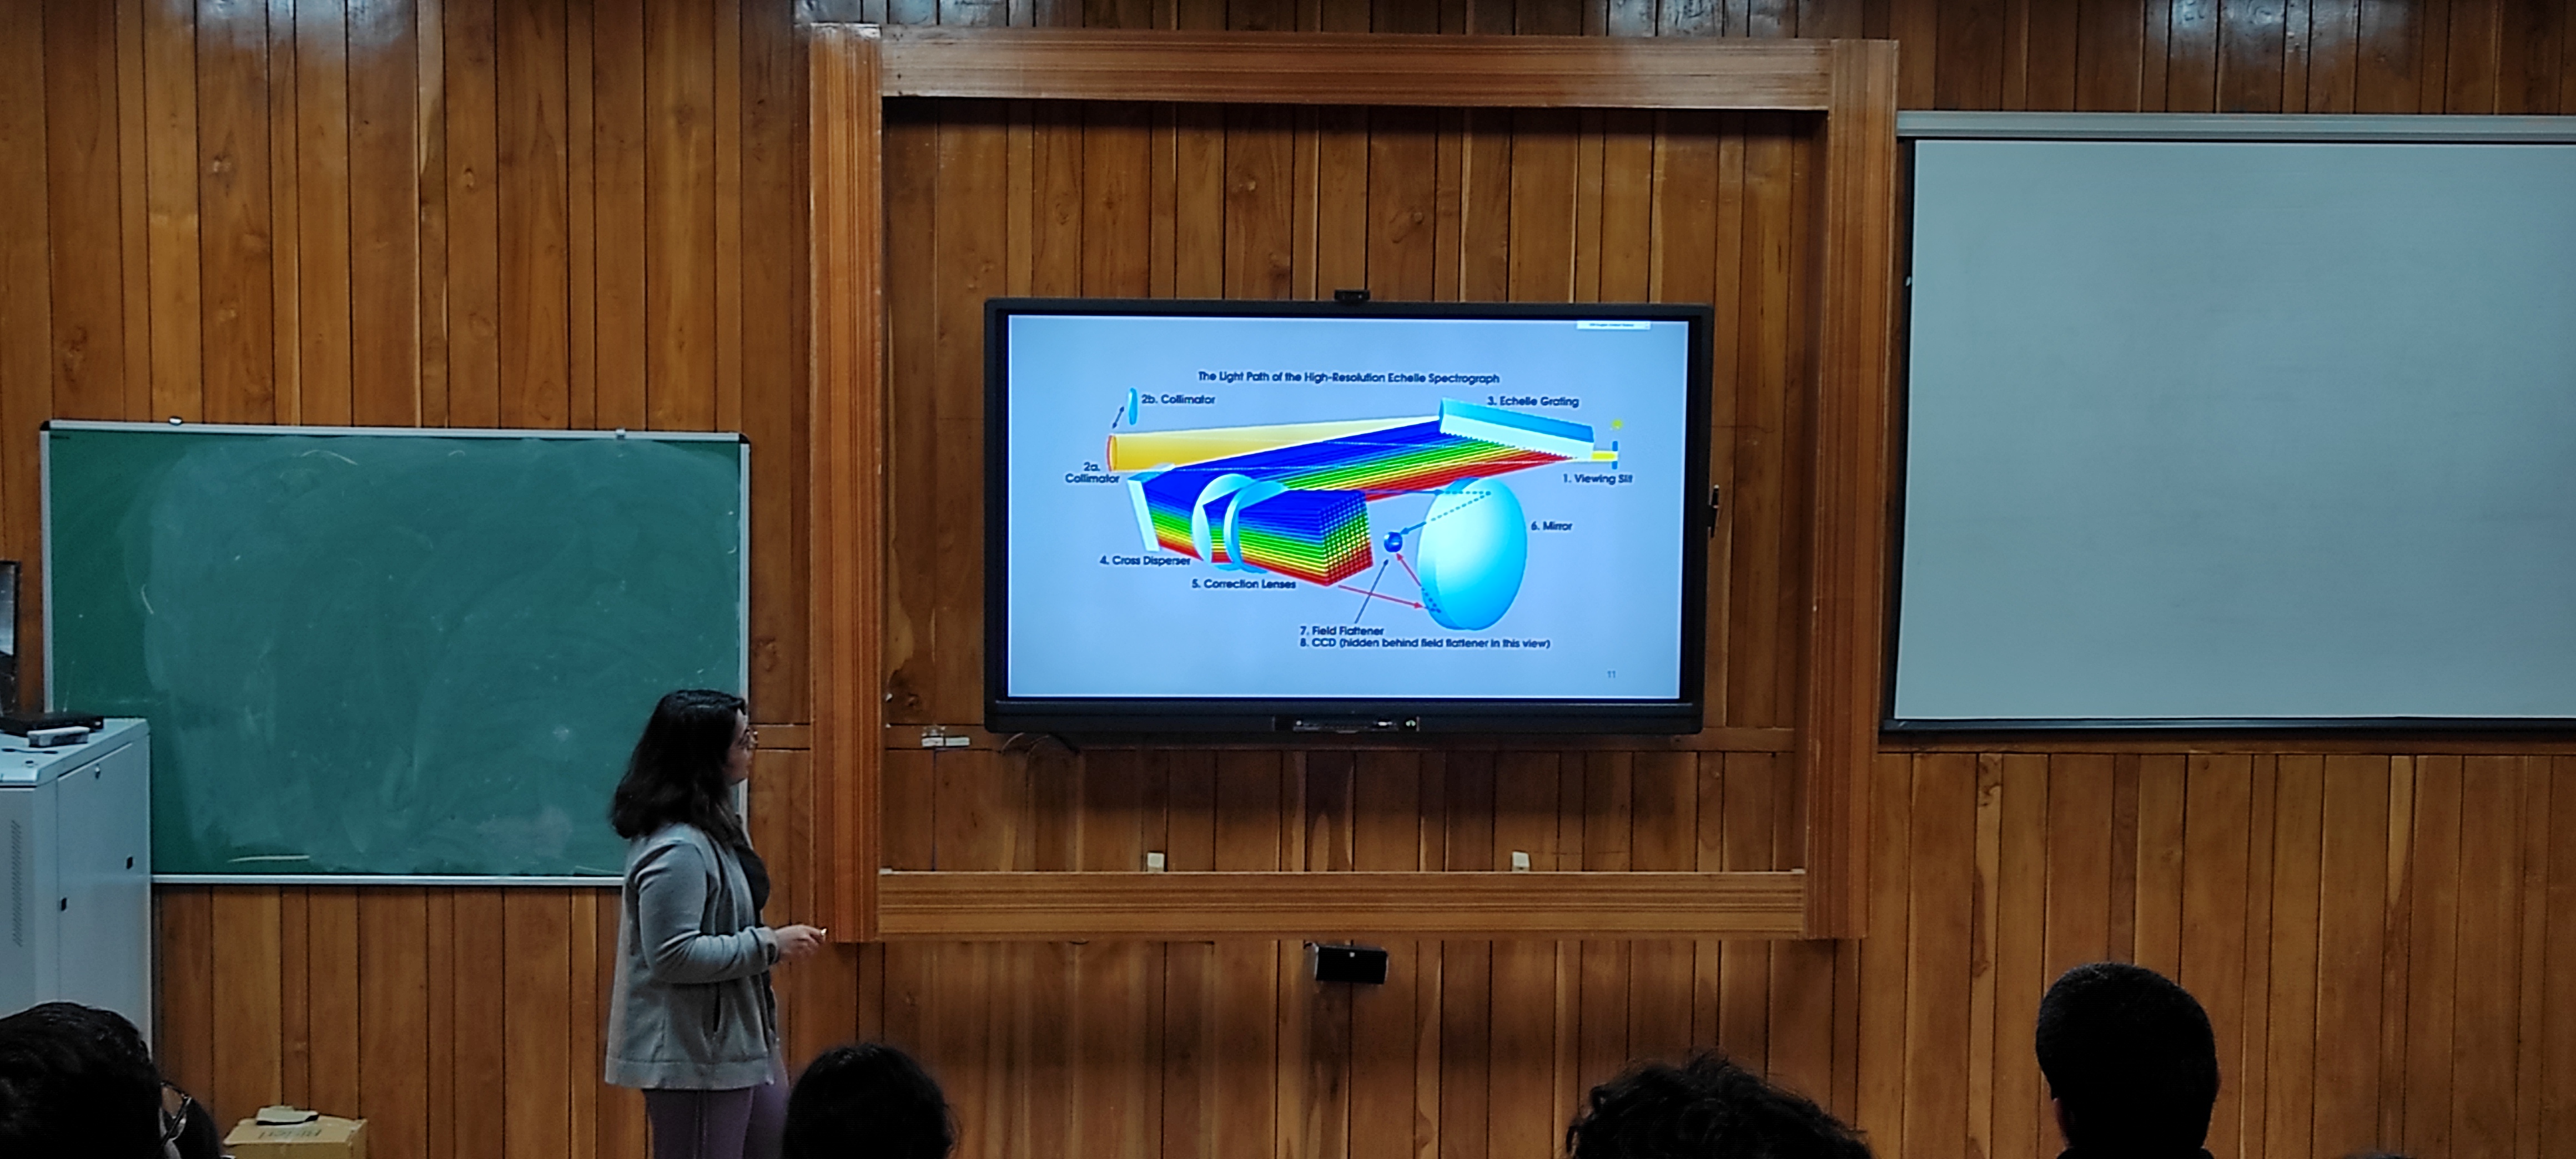 The Light Path of the High-Resolution Echelle Spectrograph
2b. Collimator
3. Echelle Grating
2a.
Collimator
1. Viewing Slit
6. Mirror
4. Cross Disperser
5. Correction Lenses
7. Field Flattener
8. CCD (hidden behind field flattener in this view)
11